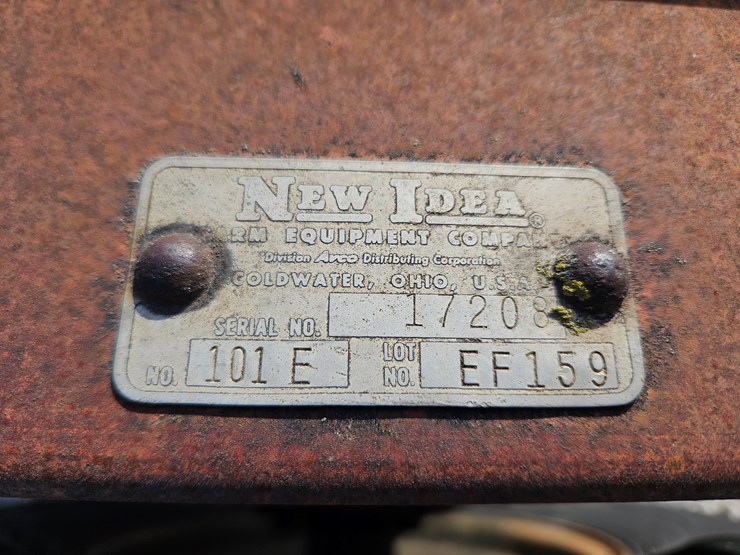 NEW IDEA®
RM EQUIPMENT COMPA
Division Avco Distributing Corporation
COLDWATER, OHIO, U.S.A.
SERIAL NO. 17208
NO. 101 E LOT NO. EF159